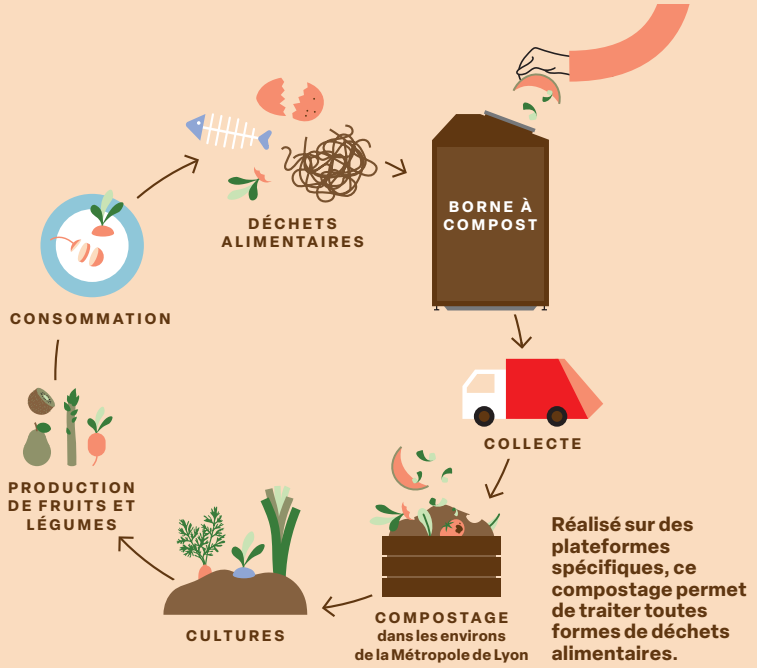 DÉCHETS
ALIMENTAIRES
BORNE À
COMPOST
COLLECTE
COMPOSTAGE
dans les environs
de la Métropole de Lyon
Réalisé sur des
plateformes
spécifiques, ce
compostage permet
de traiter toutes
formes de déchets
alimentaires.
CULTURES
PRODUCTION
DE FRUITS ET
LÉGUMES
CONSOMMATION